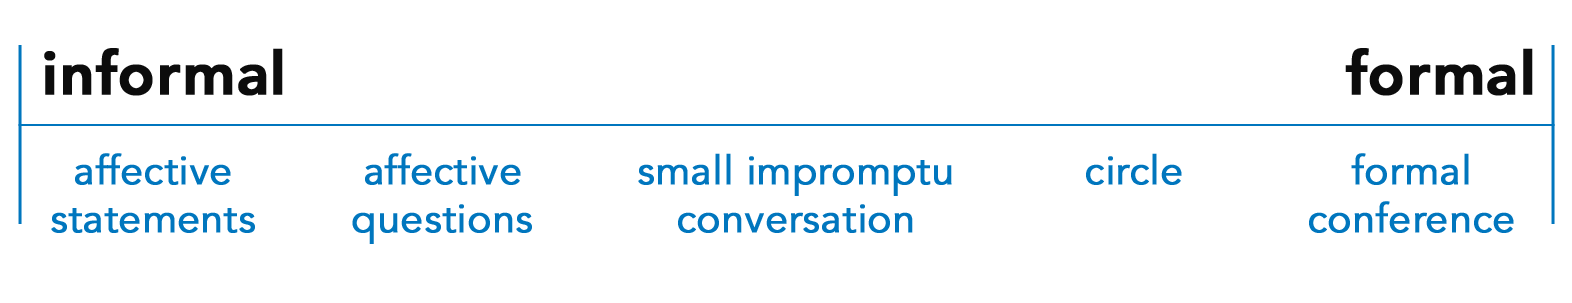 informal formal
affective affective small impromptu circle formal
statements questions conversation conference